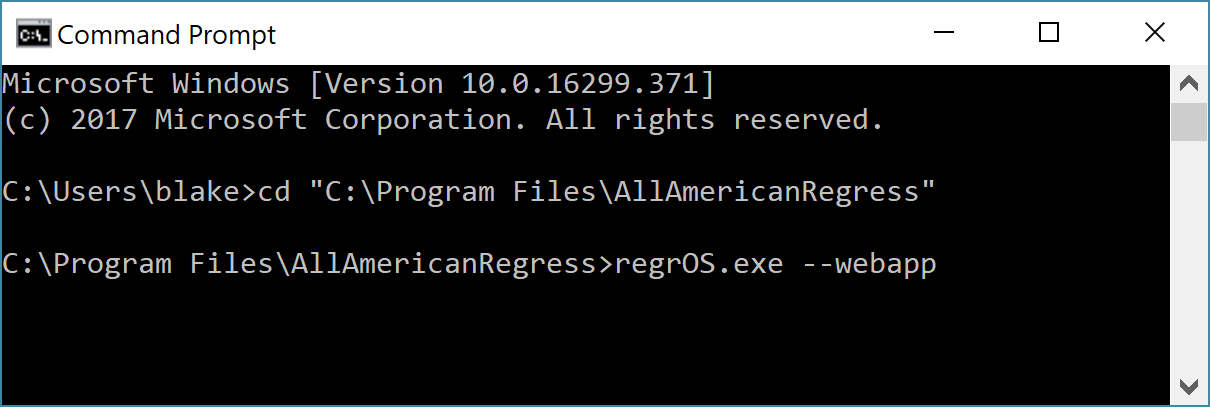 Command Prompt
Microsoft Windows [Version 10.0.16299.371]
(c) 2017 Microsoft Corporation. All rights reserved.
C:\Users\blake>cd "C:\Program Files\AllAmericanRegress"
C:\Program Files\AllAmericanRegress>regrOS.exe --webapp